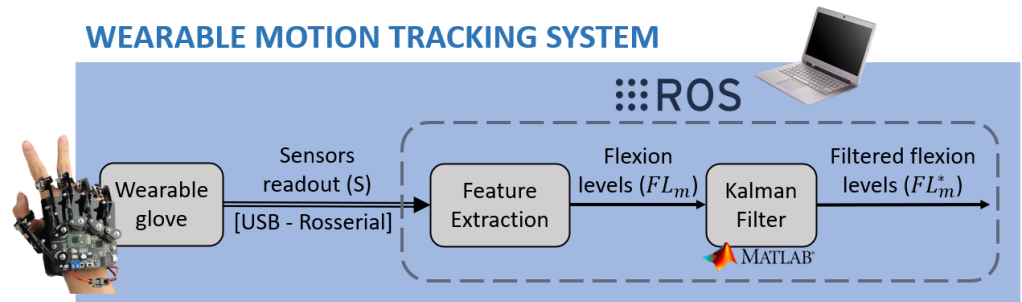 WEARABLE MOTION TRACKING SYSTEM
ROS
Wearable
glove
Sensors
readout (S)
[USB - Rosserial]
Feature
Extraction
Flexion
levels (FLₘ)
Kalman
Filter
MATLAB®
Filtered flexion
levels (FL*ₘ)